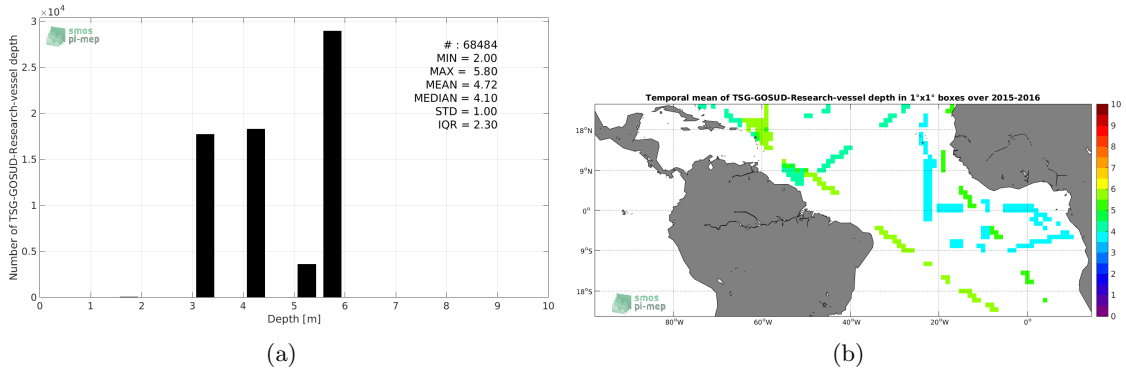 smos
pi-mep
×10⁴
# : 68484
MIN = 2.00
MAX = 5.80
MEAN = 4.72
MEDIAN = 4.10
STD = 1.00
IQR = 2.30
Number of TSG-GOSUD-Research-vessel depth
3
2.5
2
1.5
1
0.5
0
0 1 2 3 4 5 6 7 8 9 10
Depth [m]
(a)
Temporal mean of TSG-GOSUD-Research-vessel depth in 1°x1° boxes over 2015-2016
18°N
9°N
0°
9°S
18°S
80°W 60°W 40°W 20°W 0°
smos
pi-mep
10
9
8
7
6
5
4
3
2
1
0
(b)